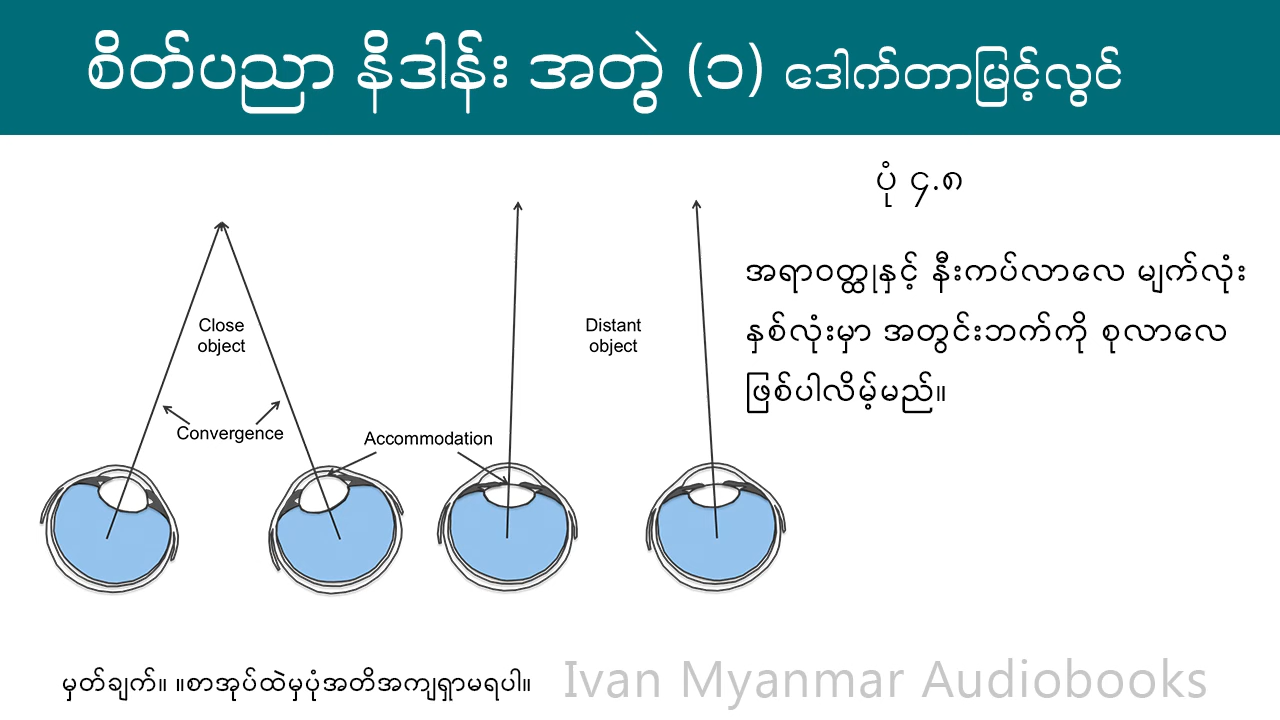 စိတ်ပညာ နိဒါန်း အတွဲ (၁) ဒေါက်တာမြင့်လွင်
ပုံ ၄.၈
အရာဝတ္ထုနှင့် နီးကပ်လာလေ မျက်လုံး
နှစ်လုံးမှာ အတွင်းဘက်ကို စုလာလေ
ဖြစ်ပါလိမ့်မည်။
Close
object
Distant
object
Convergence
Accommodation
မှတ်ချက်။ ။စာအုပ်ထဲမှပုံအတိအကျရှာမရပါ။
Ivan Myanmar Audiobooks